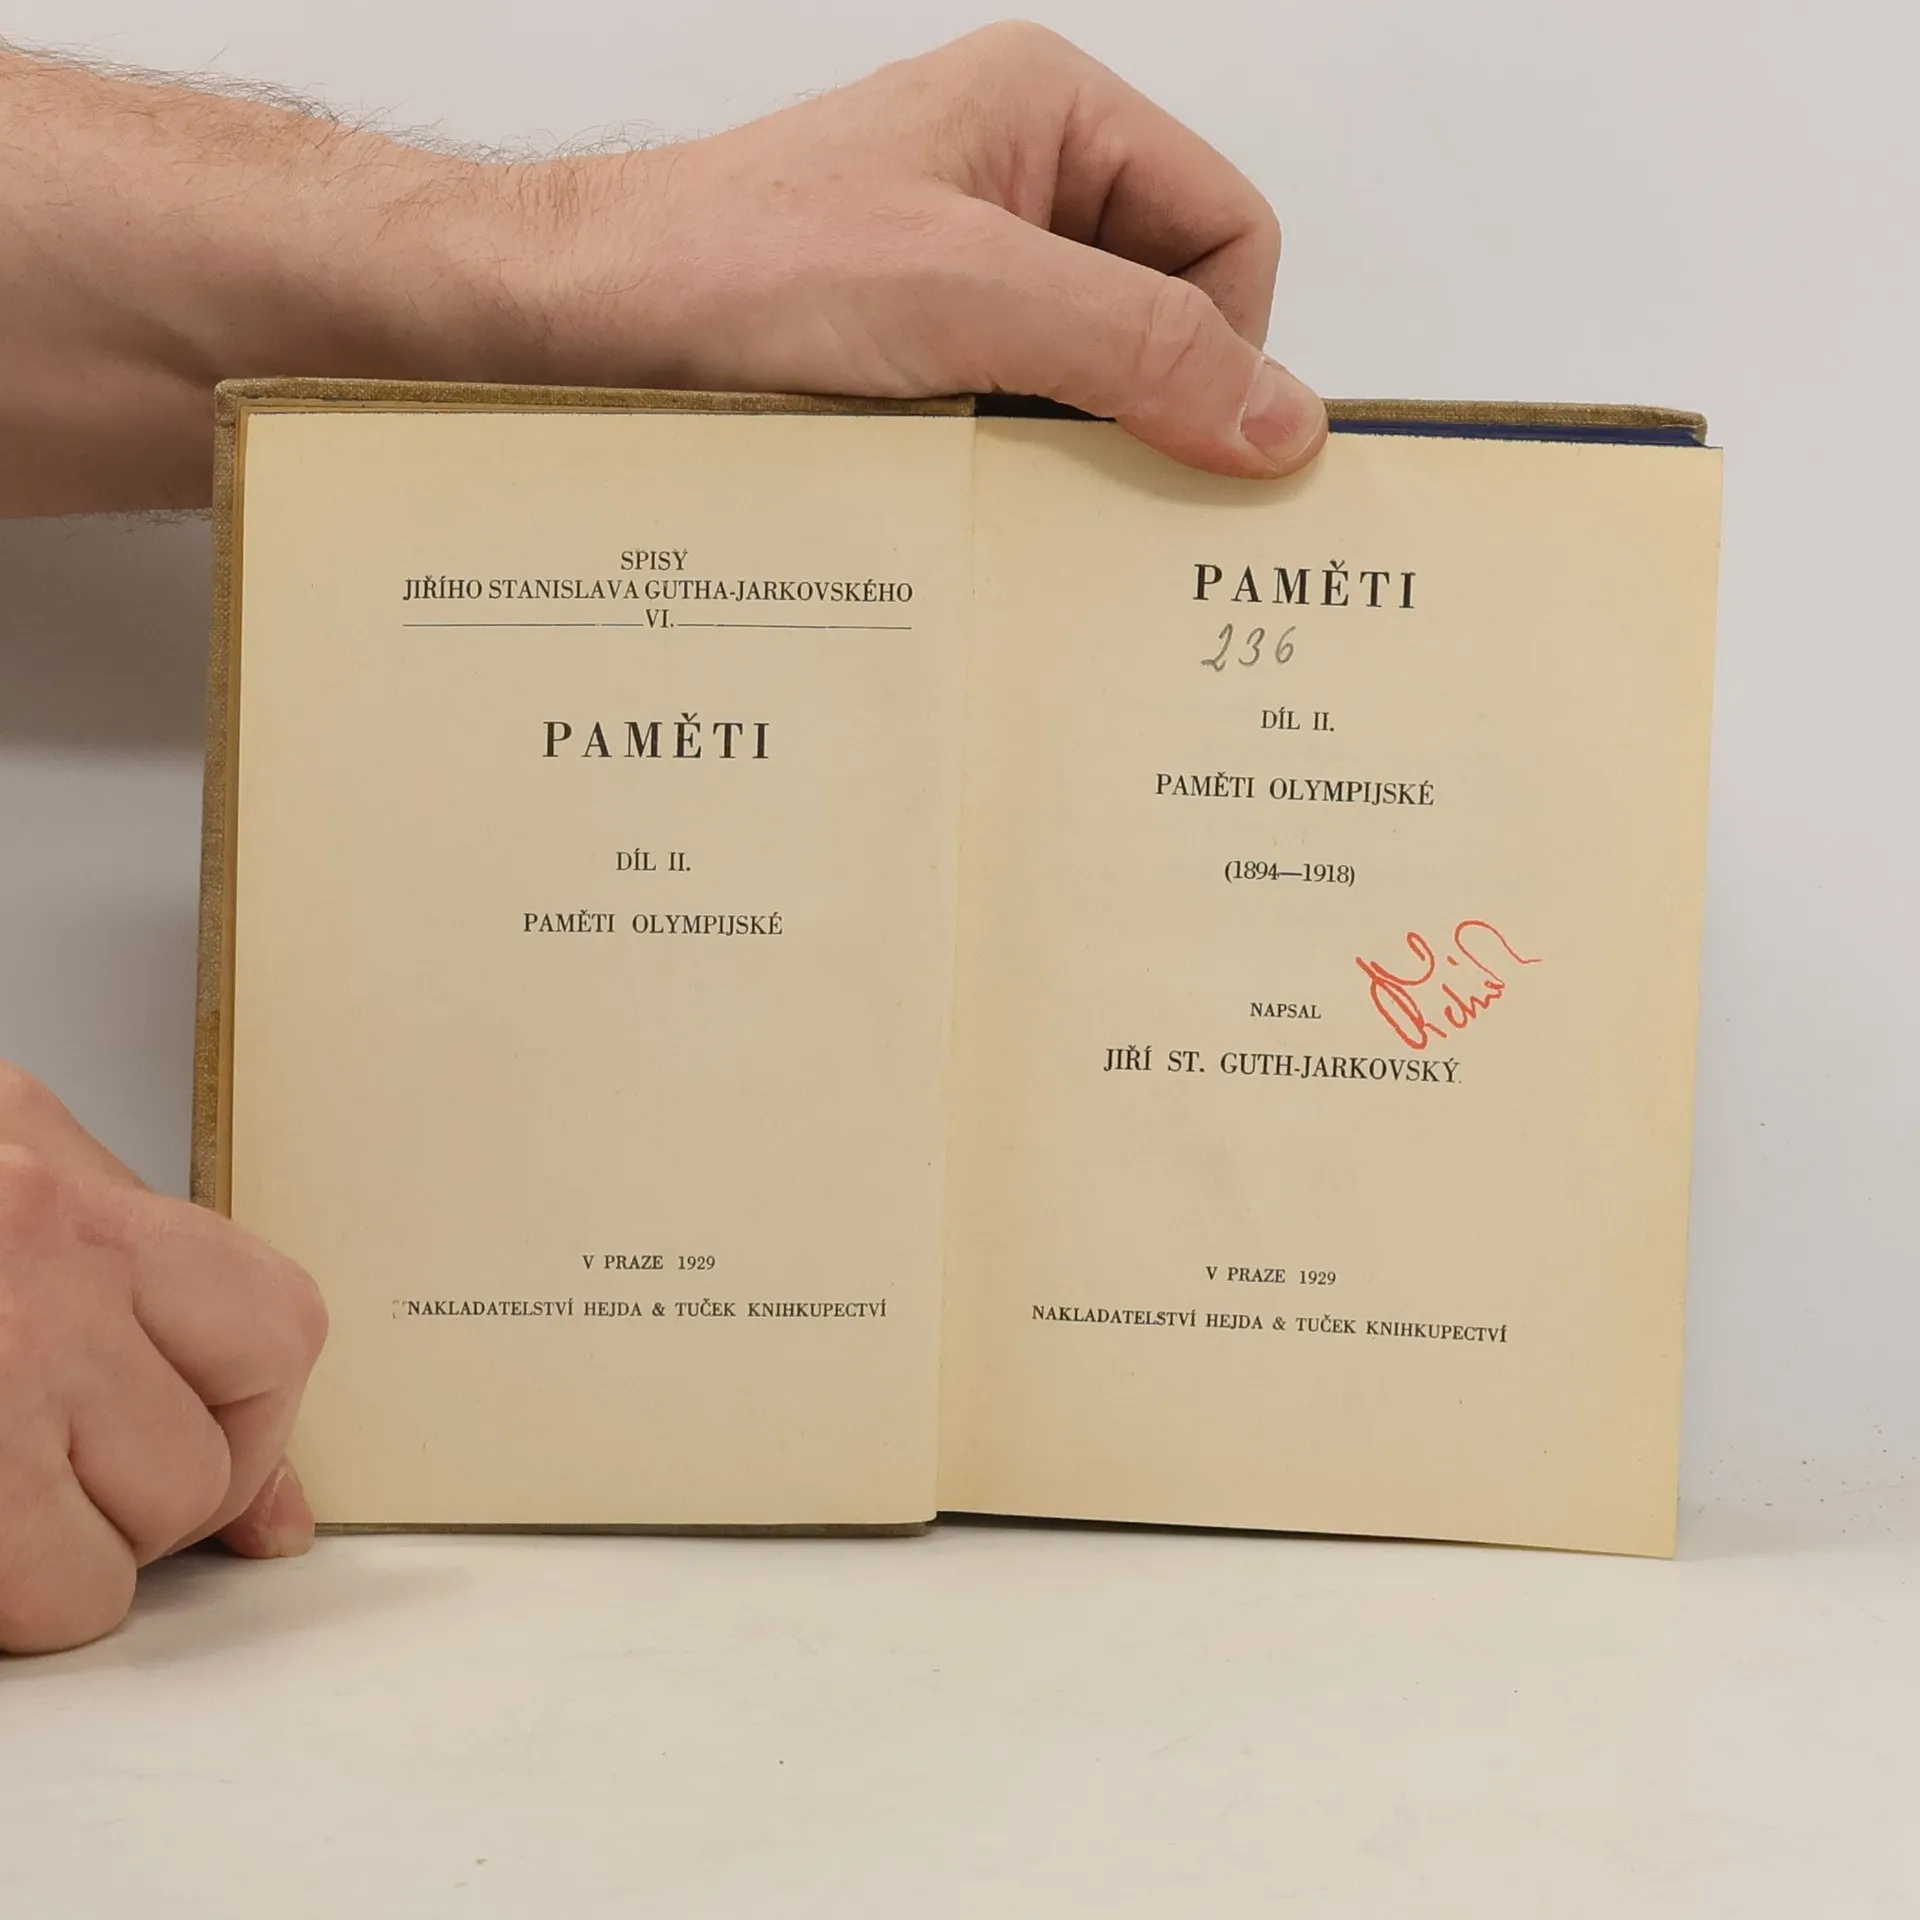 SPISY
JIŘÍHO STANISLAVA GUTHA-JARKOVSKÉHO
VI.
PAMĚTI
DÍL II.
PAMĚTI OLYMPIJSKÉ
V PRAZE 1929
NAKLADATELSTVÍ HEJDA & TUČEK KNIHKUPECTVÍ
PAMĚTI
236
DÍL II.
PAMĚTI OLYMPIJSKÉ
(1894—1918)
NAPSAL
JIŘÍ ST. GUTH-JARKOVSKÝ.
V PRAZE 1929
NAKLADATELSTVÍ HEJDA & TUČEK KNIHKUPECTVÍ